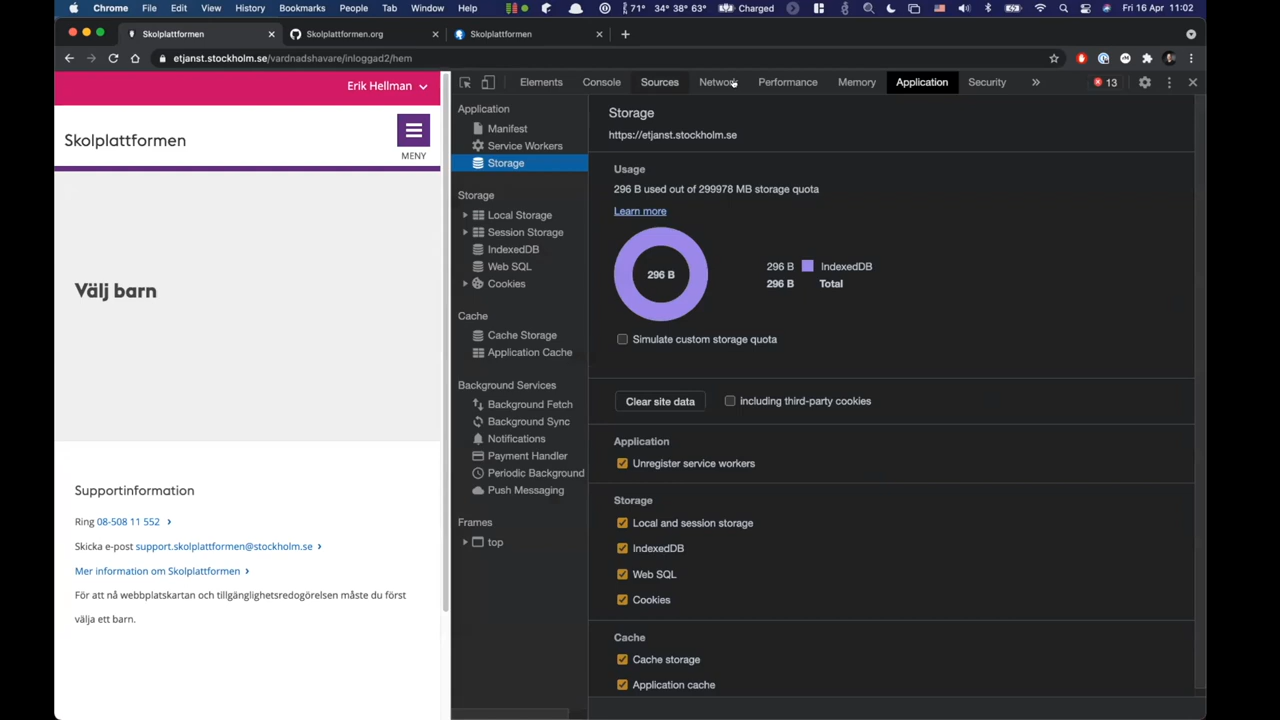 Chrome File Edit View History Bookmarks People Tab Window Help 71° 34° 38° 63° Charged Fri 16 Apr 11:02
Skolplattformen Skolplattformen.org Skolplattformen
etjanst.stockholm.se/vardnadshavare/inloggad2/hem
Erik Hellman
Skolplattformen
MENY
Välj barn
Supportinformation
Ring 08-508 11 552
Skicka e-post support.skolplattformen@stockholm.se
Mer information om Skolplattformen
För att nå webbplatskartan och tillgänglighetsredogörelsen måste du först
välja ett barn.
Elements Console Sources Network Performance Memory Application Security 13
Application
Manifest
Service Workers
Storage
Storage
Local Storage
Session Storage
IndexedDB
Web SQL
Cookies
Cache
Cache Storage
Application Cache
Background Services
Background Fetch
Background Sync
Notifications
Payment Handler
Periodic Background
Push Messaging
Frames
top
Storage
https://etjanst.stockholm.se
Usage
296 B used out of 299978 MB storage quota
Learn more
296 B
296 B IndexedDB
296 B Total
Simulate custom storage quota
Clear site data including third-party cookies
Application
Unregister service workers
Storage
Local and session storage
IndexedDB
Web SQL
Cookies
Cache
Cache storage
Application cache